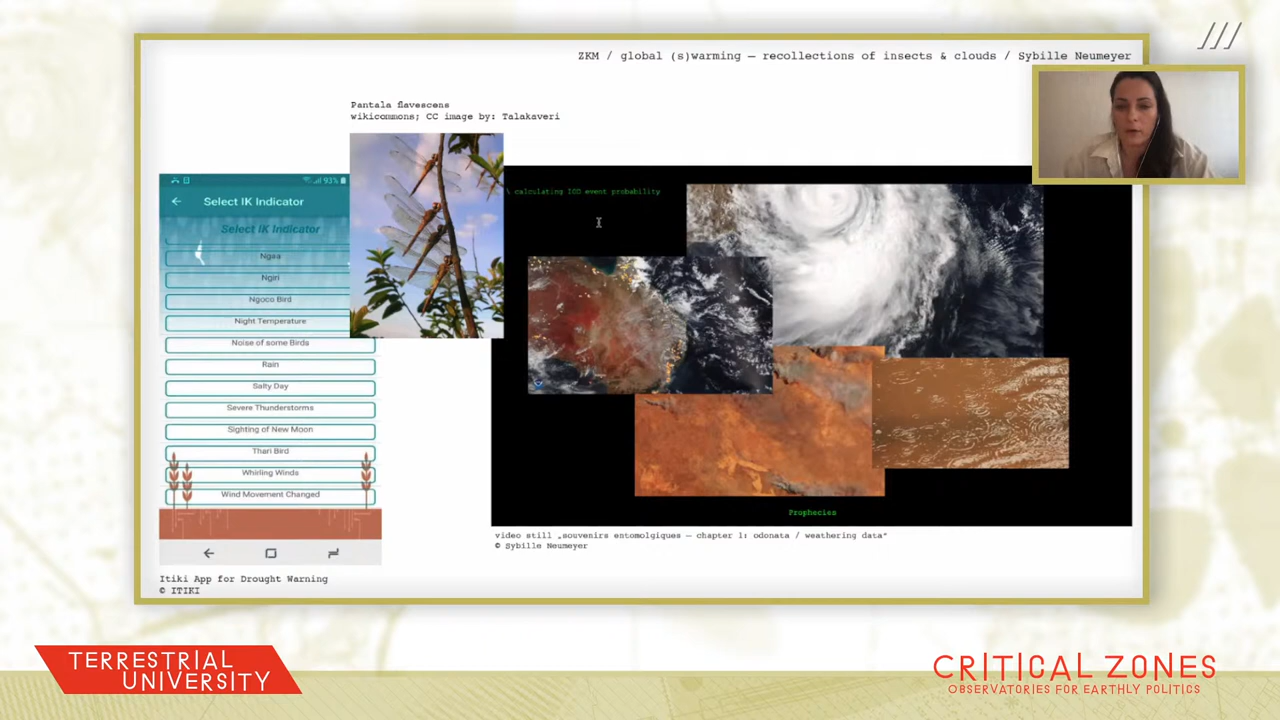 ZKM / global (s)warming — recollections of insects & clouds / Sybille Neumeyer
Pantala flavescens
wikicommons; CC image by: Talakaveri
93%
Select IK Indicator
Select IK Indicator
Ngaa
Ngiri
Ngoco Bird
Night Temperature
Noise of some Birds
Rain
Salty Day
Severe Thunderstorms
Sighting of New Moon
Thari Bird
Whirling Winds
Wind Movement Changed
Itiki App for Drought Warning
© ITIKI
\ calculating IOD event probability
Prophecies
video still „souvenirs entomolgiques — chapter 1: odonata / weathering data"
© Sybille Neumeyer
TERRESTRIAL
UNIVERSITY
CRITICAL ZONES
OBSERVATORIES FOR EARTHLY POLITICS